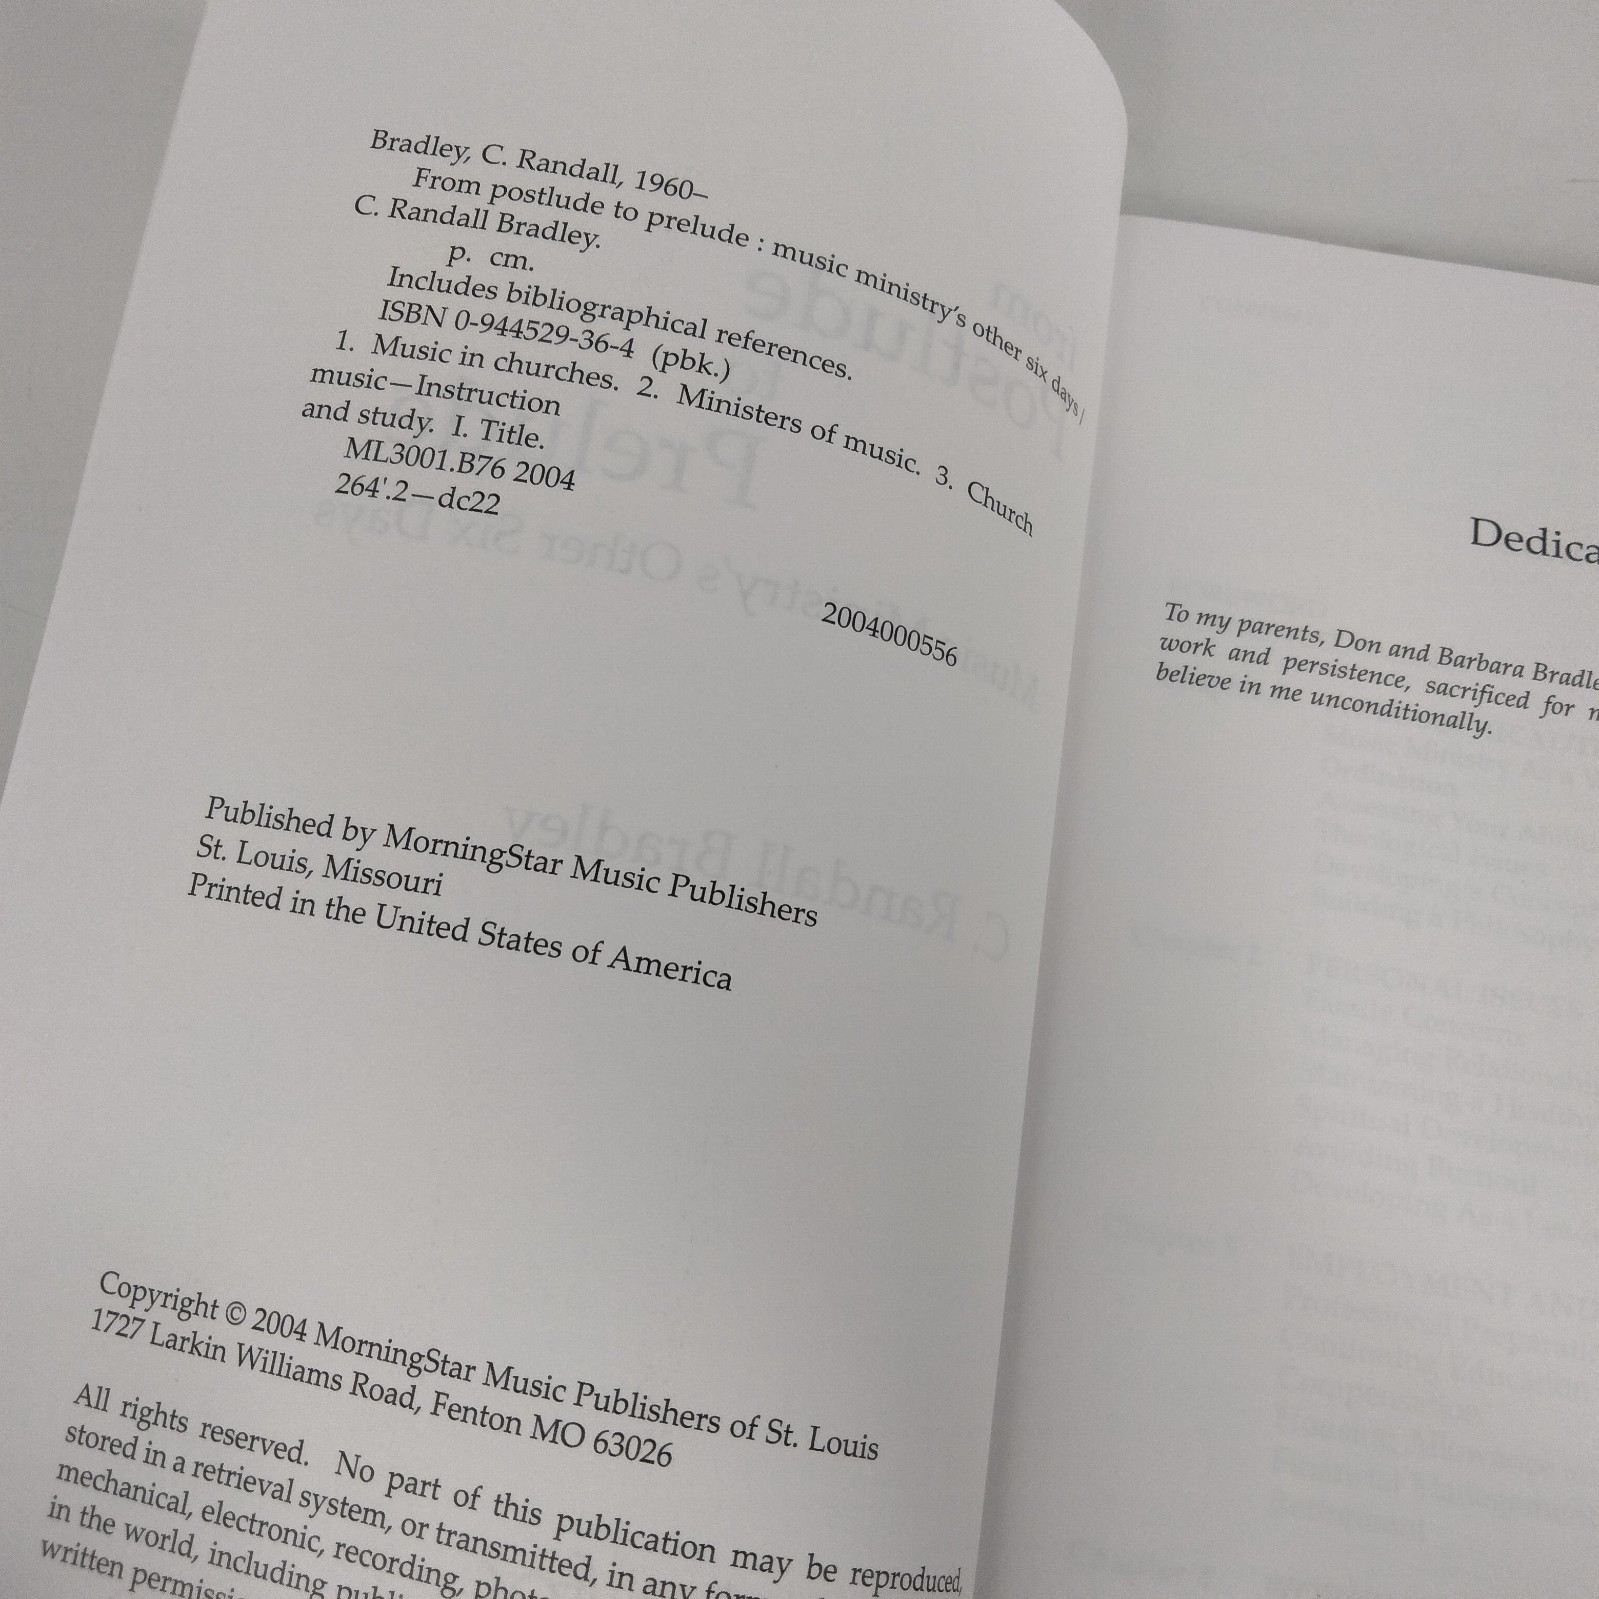 Bradley, C. Randall, 1960–
From postlude to prelude : music ministry's other six days /
C. Randall Bradley.
p. cm.
Includes bibliographical references.
ISBN 0-944529-36-4 (pbk.)
1. Music in churches. 2. Ministers of music. 3. Church
music—Instruction
and study. I. Title.
ML3001.B76 2004
264'.2—dc22
2004000556
Published by MorningStar Music Publishers
St. Louis, Missouri
Printed in the United States of America
Copyright © 2004 MorningStar Music Publishers of St. Louis
1727 Larkin Williams Road, Fenton MO 63026
All rights reserved. No part of this publication may be reproduced,
stored in a retrieval system, or transmitted, in any
mechanical, electronic, recording,
in the world, including
written
Dedica
To my parents, Don and Barbara Bradle
work and persistence, sacrificed for
believe in me unconditionally.